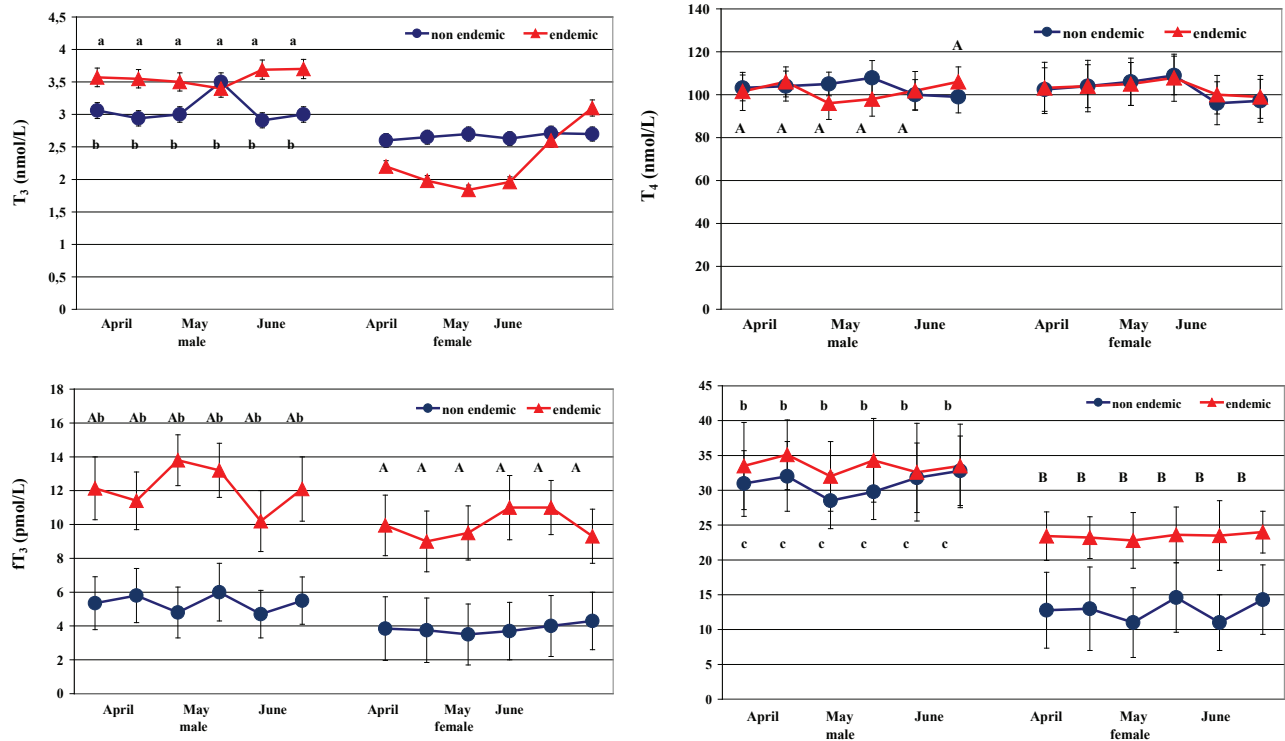 4,5
4
3,5
3
2,5
2
1,5
1
0,5
0
T3 (nmol/L)
non endemic endemic
a a a a a a
b b b b b b
April May June April May June
male female
140
120
100
80
60
40
20
0
T4 (nmol/L)
non endemic endemic
A
A A A A A
April May June April May June
male female
18
16
14
12
10
8
6
4
2
0
fT3 (pmol/L)
non endemic endemic
Ab Ab Ab Ab Ab Ab
A A A A A A
April May June April May June
male female
45
40
35
30
25
20
15
10
5
0
non endemic endemic
b b b b b b
c c c c c c
B B B B B B
April May June April May June
male female